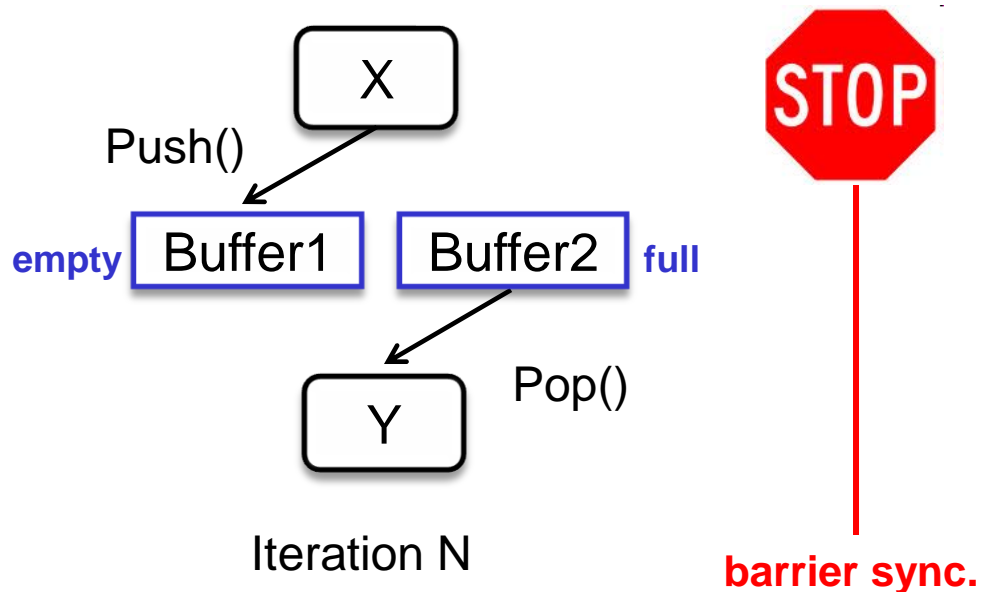 X
STOP
Push()
empty
Buffer1
Buffer2
full
Pop()
Y
Iteration N
barrier sync.